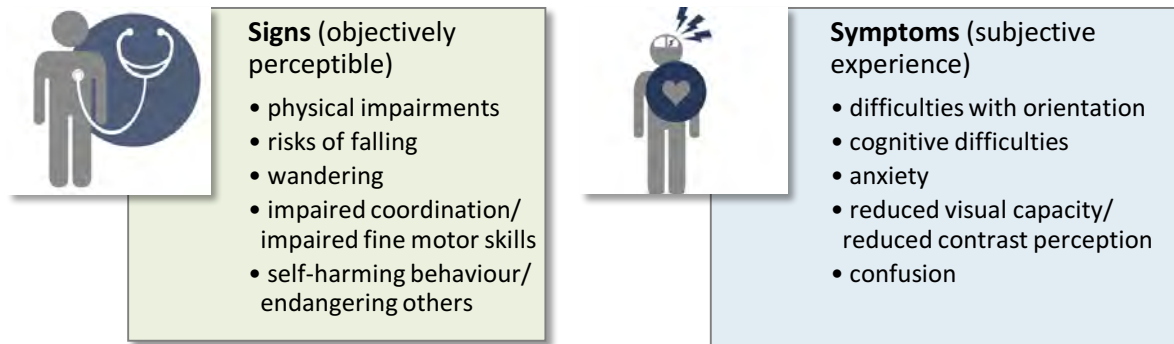 Signs (objectively
perceptible)
• physical impairments
• risks of falling
• wandering
• impaired coordination/
impaired fine motor skills
• self-harming behaviour/
endangering others
Symptoms (subjective
experience)
• difficulties with orientation
• cognitive difficulties
• anxiety
• reduced visual capacity/
reduced contrast perception
• confusion